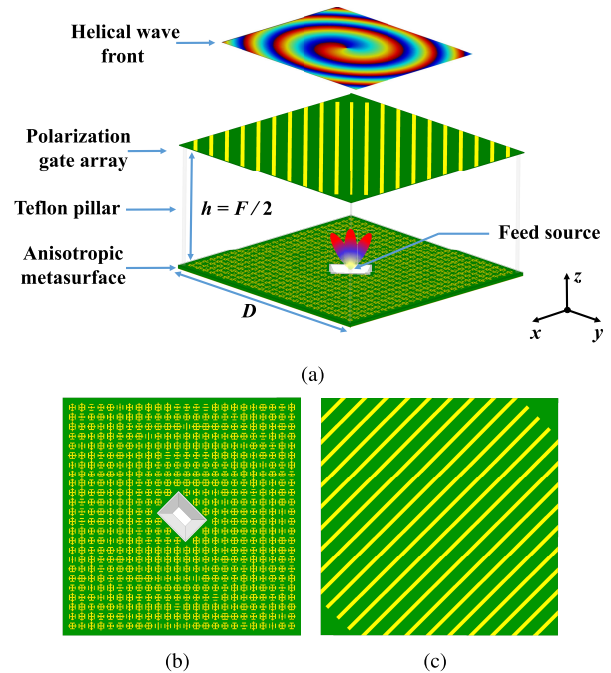 Helical wave
front
Polarization
gate array
Teflon pillar
h = F / 2
Feed source
Anisotropic
metasurface
D
z
x
y
(a)
(b)
(c)